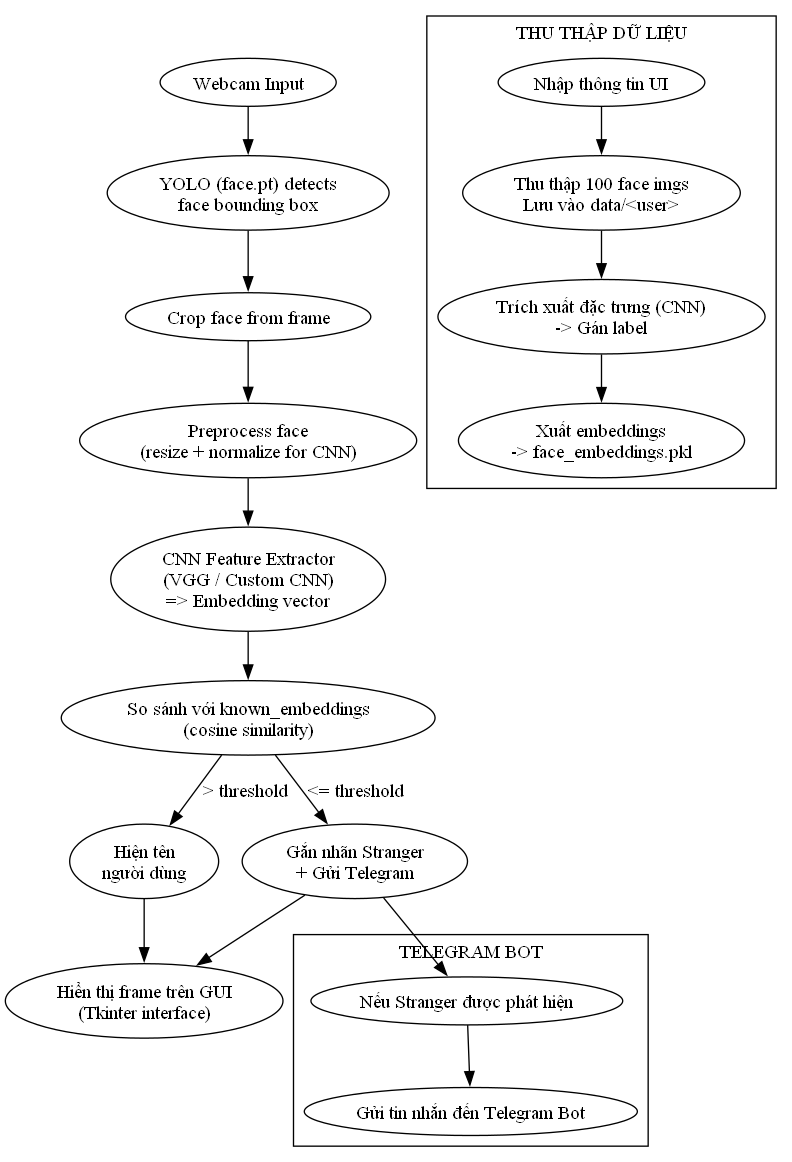 Webcam Input
YOLO (face.pt) detects
face bounding box
Crop face from frame
Preprocess face
(resize + normalize for CNN)
CNN Feature Extractor
(VGG / Custom CNN)
=> Embedding vector
So sánh với known_embeddings
(cosine similarity)
> threshold
<= threshold
Hiện tên
người dùng
Gắn nhãn Stranger
+ Gửi Telegram
Hiển thị frame trên GUI
(Tkinter interface)
TELEGRAM BOT
Nếu Stranger được phát hiện
Gửi tin nhắn đến Telegram Bot
THU THẬP DỮ LIỆU
Nhập thông tin UI
Thu thập 100 face imgs
Lưu vào data/<user>
Trích xuất đặc trưng (CNN)
-> Gán label
Xuất embeddings
-> face_embeddings.pkl